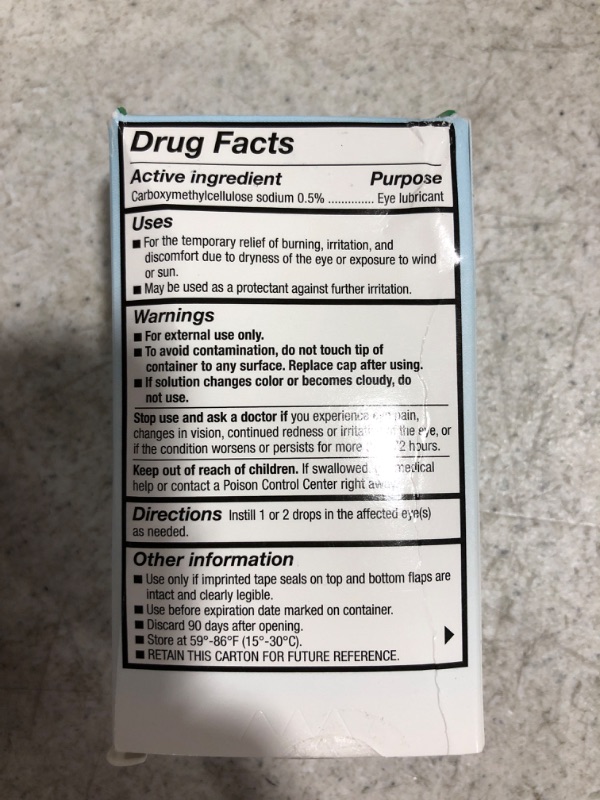 Drug Facts
Active ingredient Purpose
Carboxymethylcellulose sodium 0.5% .............. Eye lubricant
Uses
■ For the temporary relief of burning, irritation, and
discomfort due to dryness of the eye or exposure to wind
or sun.
■ May be used as a protectant against further irritation.
Warnings
■ For external use only.
■ To avoid contamination, do not touch tip of
container to any surface. Replace cap after using.
■ If solution changes color or becomes cloudy, do
not use.
Stop use and ask a doctor if you experience pain,
changes in vision, continued redness or the eye, or
if the condition worsens or persists for more hours.
Keep out of reach of children. If swallowed, medical
help or contact a Poison Control Center right
Directions Instill 1 or 2 drops in the affected eye(s)
as needed.
Other information
■ Use only if imprinted tape seals on top and bottom flaps are
intact and clearly legible.
■ Use before expiration date marked on container.
■ Discard 90 days after opening.
■ Store at 59°-86°F (15°-30°C).
■ RETAIN THIS CARTON FOR FUTURE REFERENCE.